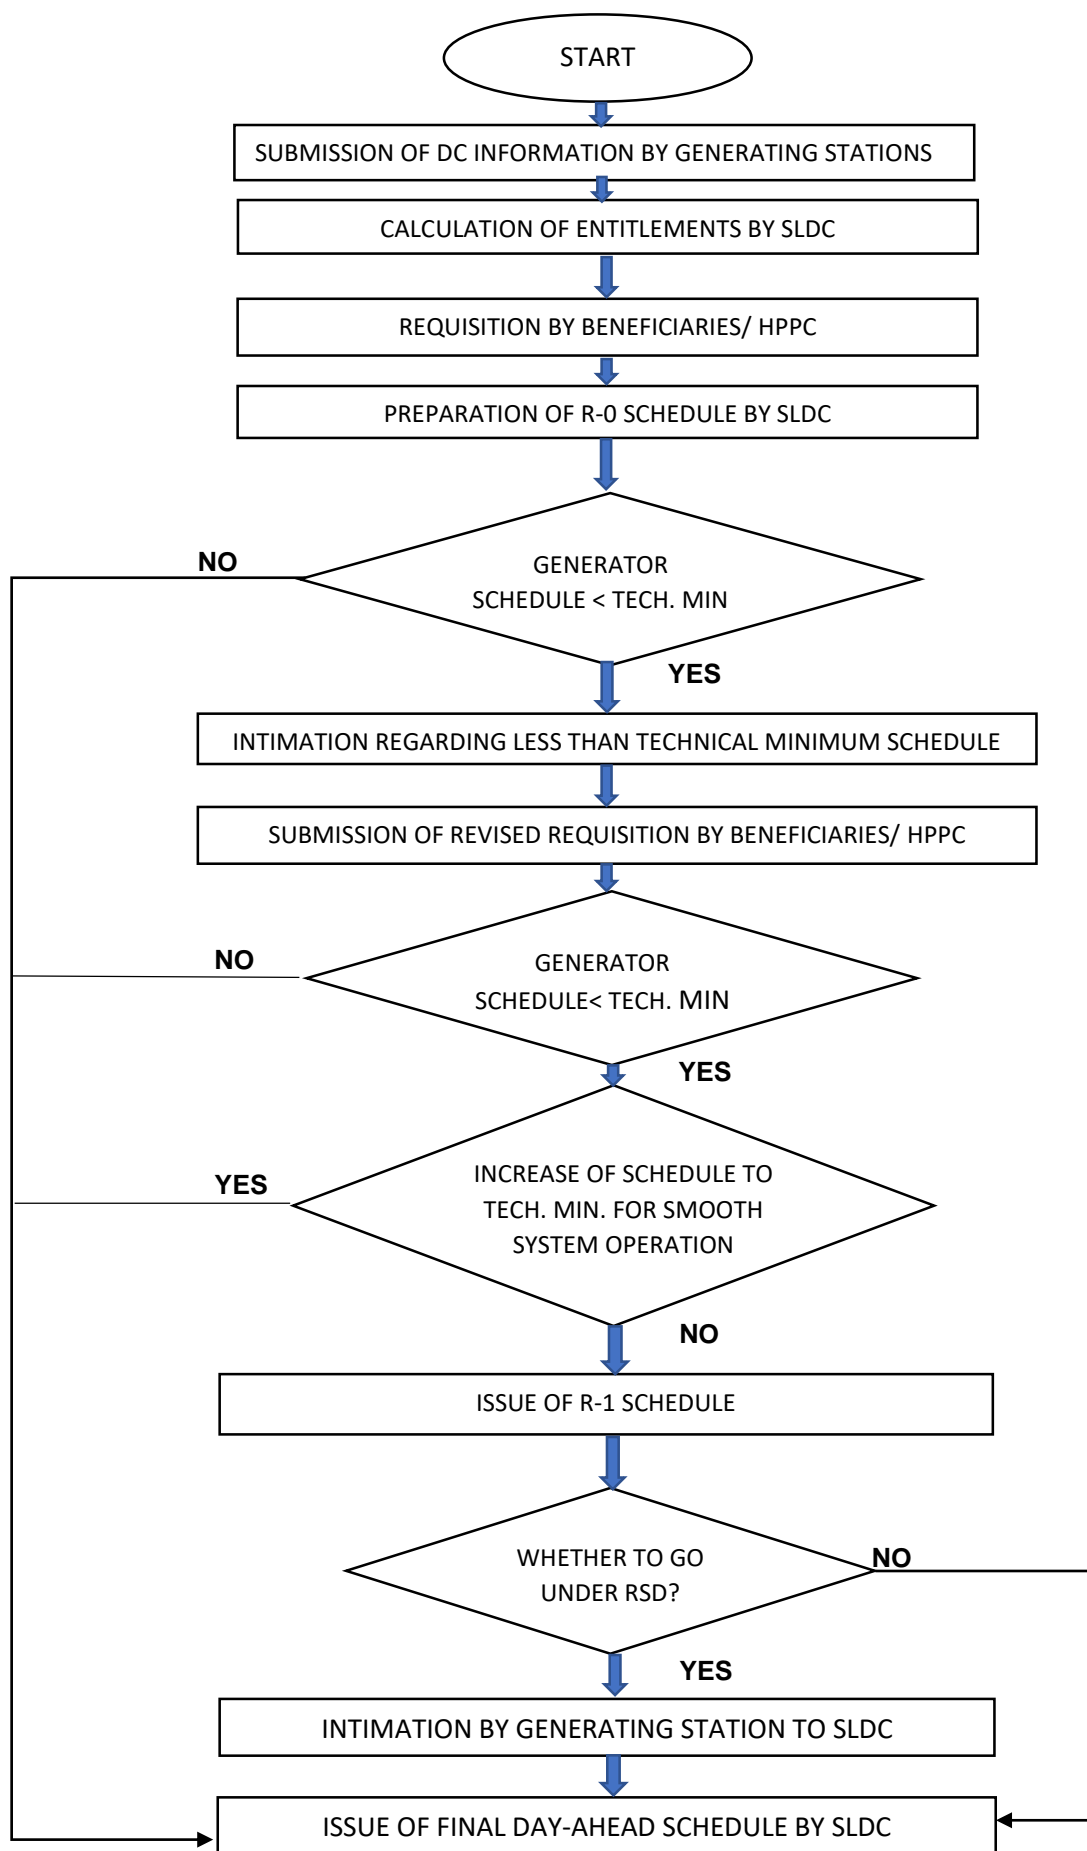 START
SUBMISSION OF DC INFORMATION BY GENERATING STATIONS
CALCULATION OF ENTITLEMENTS BY SLDC
REQUISITION BY BENEFICIARIES/ HPPC
PREPARATION OF R-0 SCHEDULE BY SLDC
NO
GENERATOR
SCHEDULE < TECH. MIN
YES
INTIMATION REGARDING LESS THAN TECHNICAL MINIMUM SCHEDULE
SUBMISSION OF REVISED REQUISITION BY BENEFICIARIES/ HPPC
NO
GENERATOR
SCHEDULE< TECH. MIN
YES
YES
INCREASE OF SCHEDULE TO
TECH. MIN. FOR SMOOTH
SYSTEM OPERATION
NO
ISSUE OF R-1 SCHEDULE
WHETHER TO GO
UNDER RSD?
NO
YES
INTIMATION BY GENERATING STATION TO SLDC
ISSUE OF FINAL DAY-AHEAD SCHEDULE BY SLDC